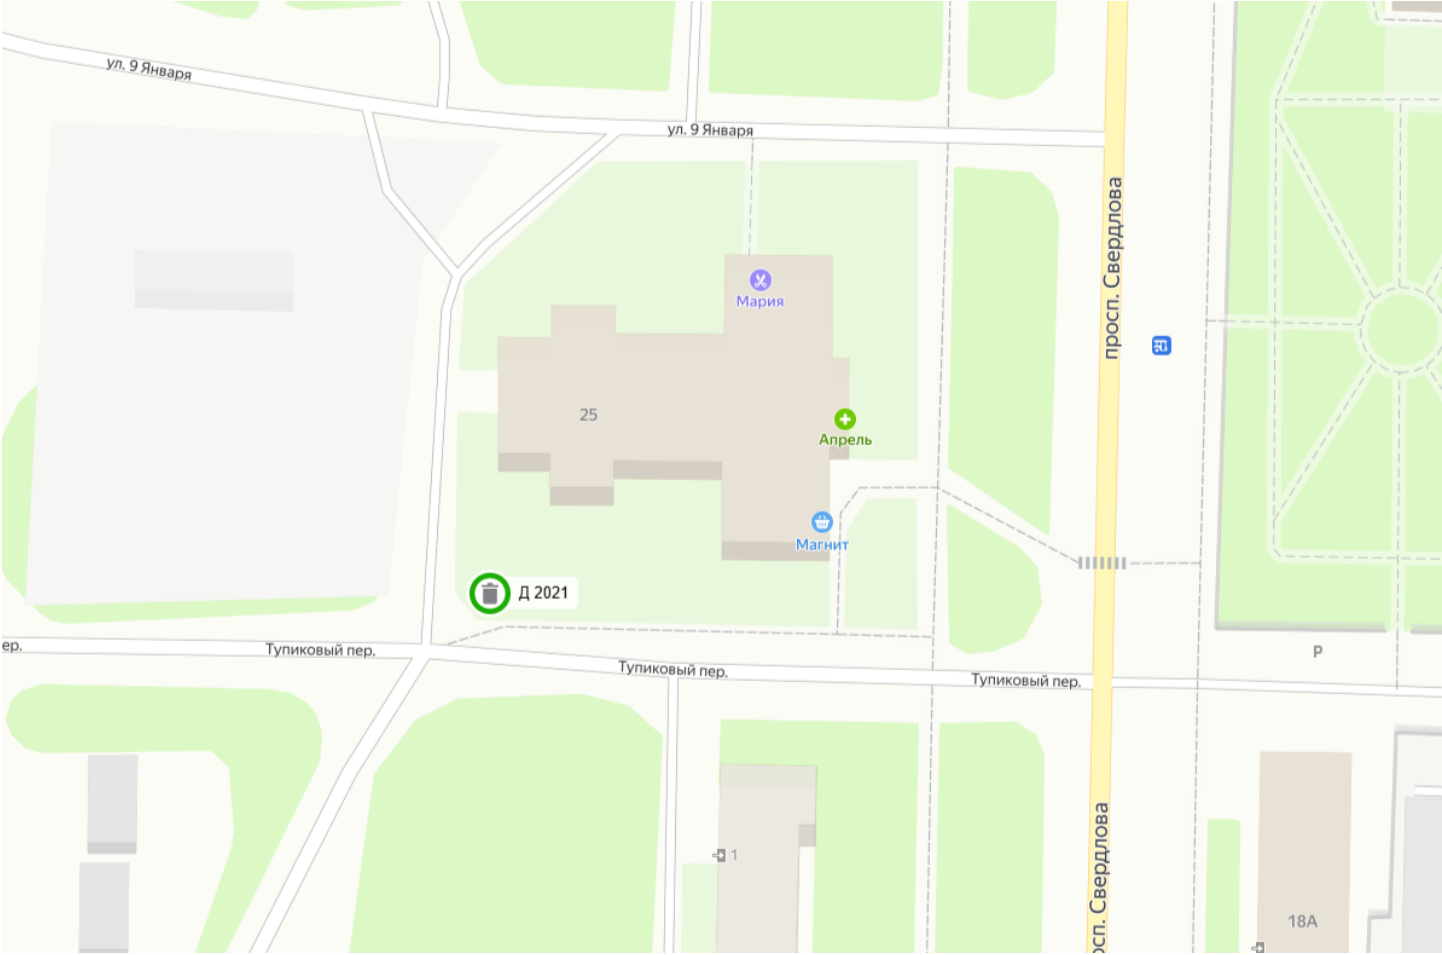 ул. 9 Января
ул. 9 Января
просп. Свердлова
Мария
25
Апрель
Магнит
Д 2021
ер.
Тупиковый пер.
Тупиковый пер.
Тупиковый пер.
P
1
осп. Свердлова
18А